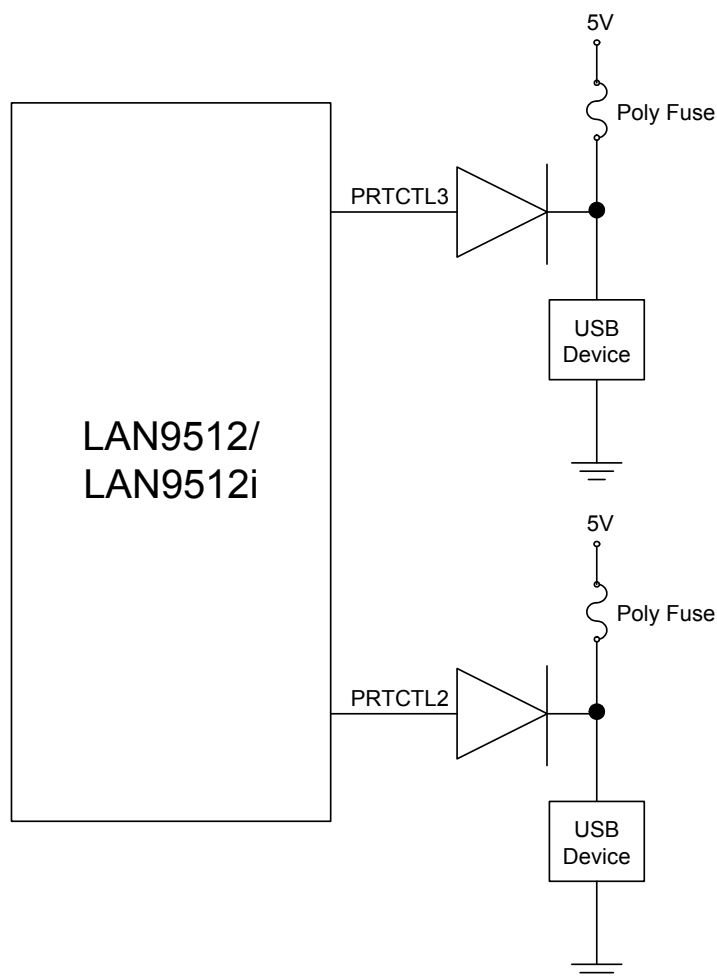 5V
Poly Fuse
PRTCTL3
USB
Device
LAN9512/
LAN9512i
5V
Poly Fuse
PRTCTL2
USB
Device